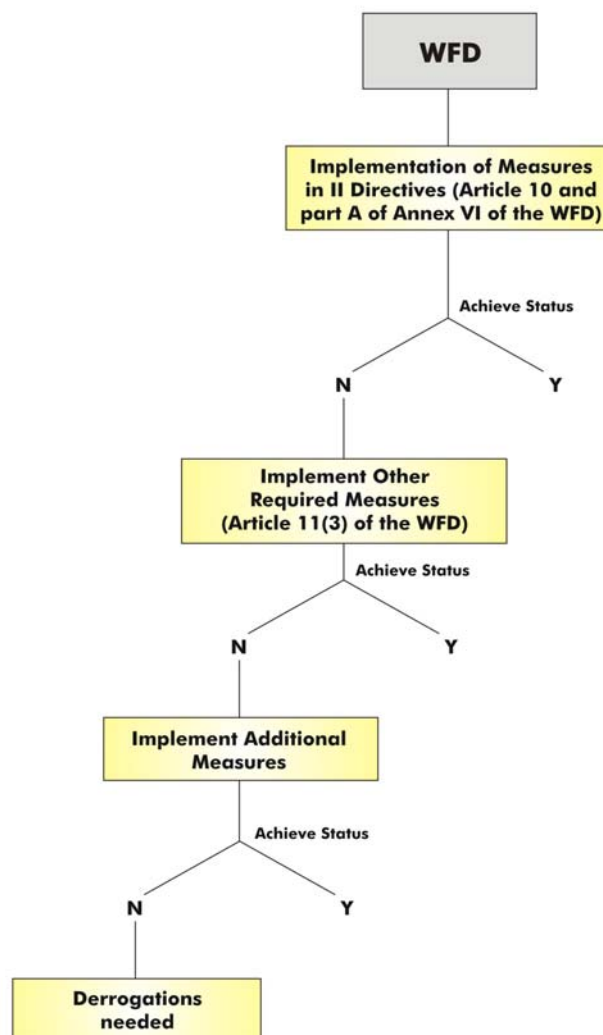 WFD
Implementation of Measures
in II Directives (Article 10 and
part A of Annex VI of the WFD)
Achieve Status
N
Y
Implement Other
Required Measures
(Article 11(3) of the WFD)
Achieve Status
N
Y
Implement Additional
Measures
Achieve Status
N
Y
Derrogations
needed